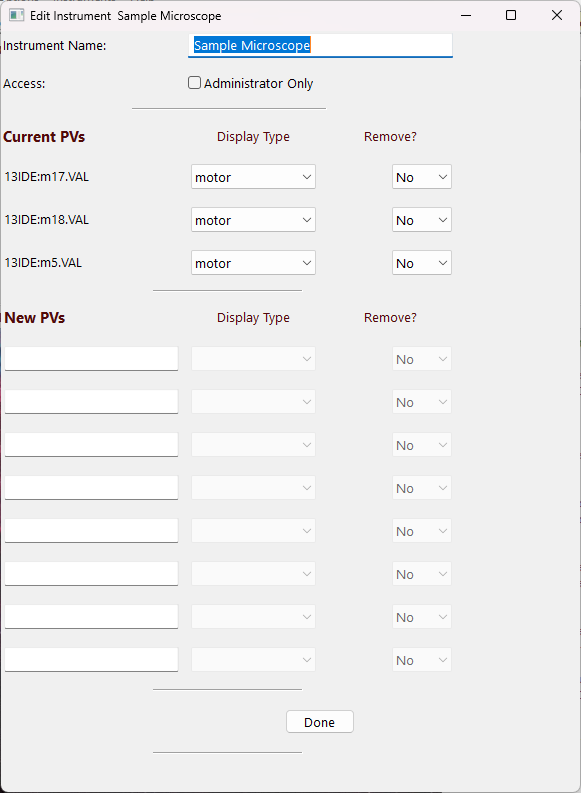 Edit Instrument  Sample Microscope
Instrument Name: Sample Microscope
Access: Administrator Only
Current PVs Display Type Remove?
13IDE:m17.VAL motor No
13IDE:m18.VAL motor No
13IDE:m5.VAL motor No
New PVs Display Type Remove?
No
No
No
No
No
No
No
No
Done